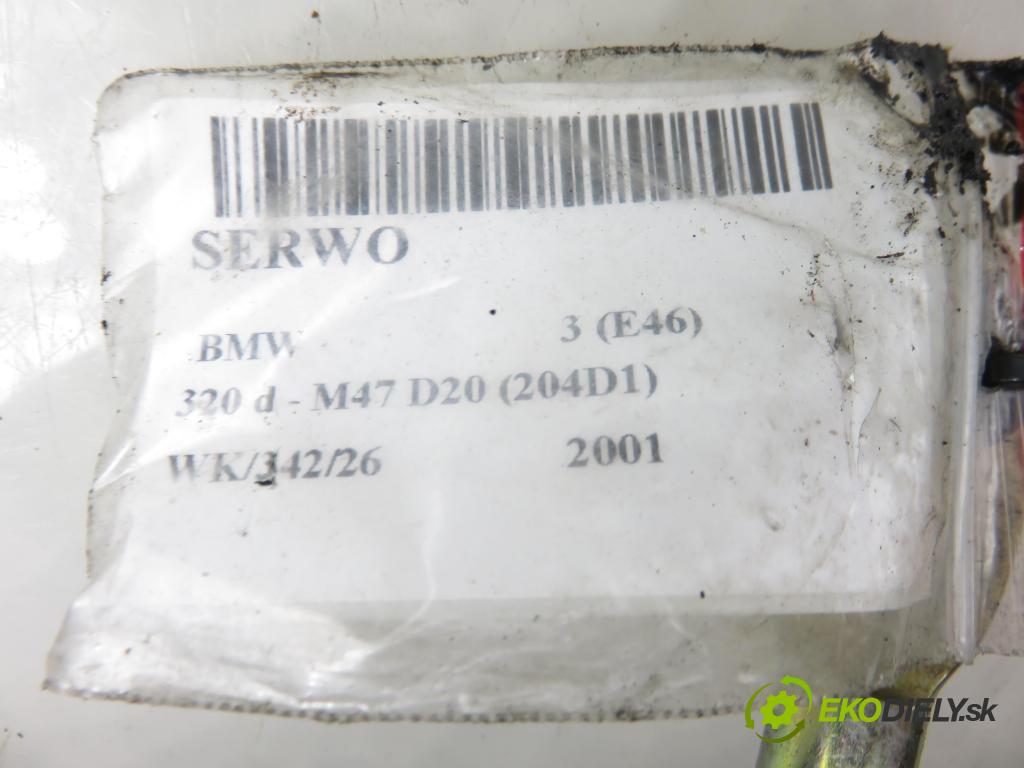 SERWO
BMW 3 (E46)
320 d - M47 D20 (204D1)
WK/342/26 2001
EKODIELY.sk